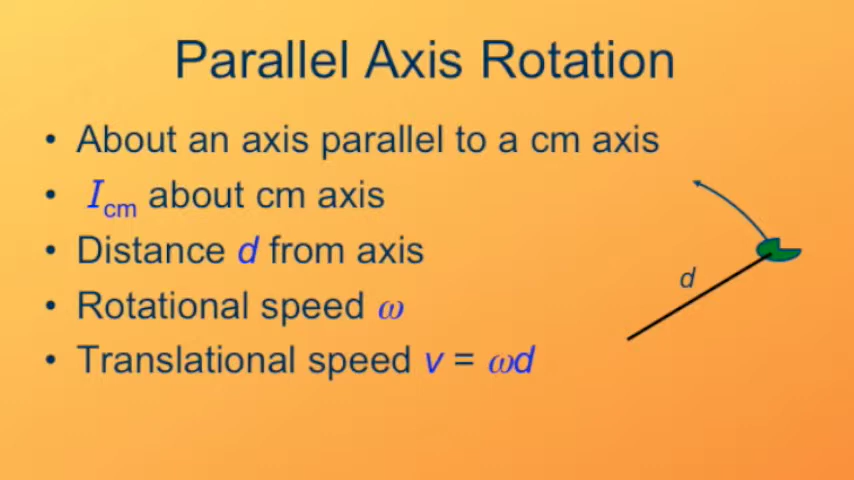 Parallel Axis Rotation
• About an axis parallel to a cm axis
• I_cm about cm axis
• Distance d from axis
• Rotational speed ω
• Translational speed v = ωd
d